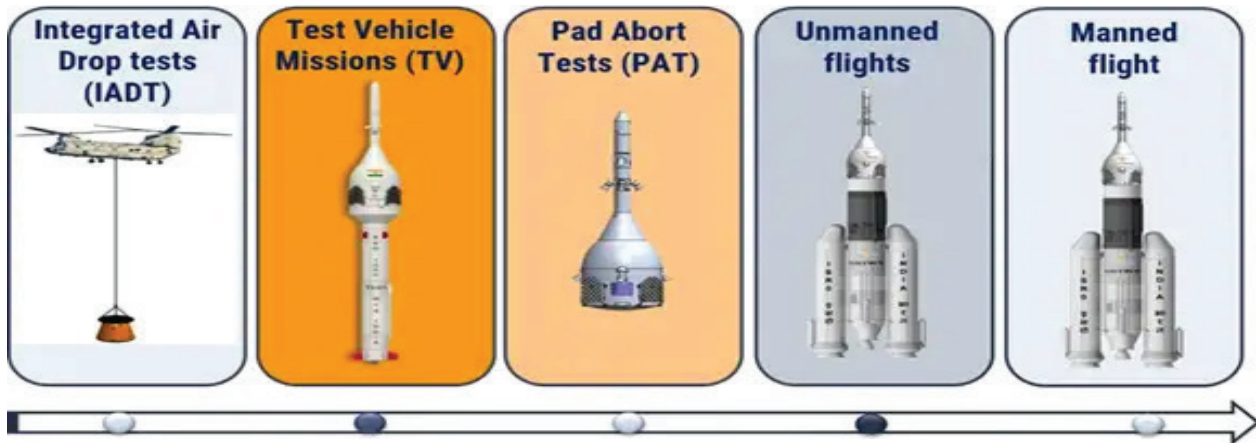 Integrated Air
Drop tests
(IADT)
Test Vehicle
Missions (TV)
Pad Abort
Tests (PAT)
Unmanned
flights
Manned
flight